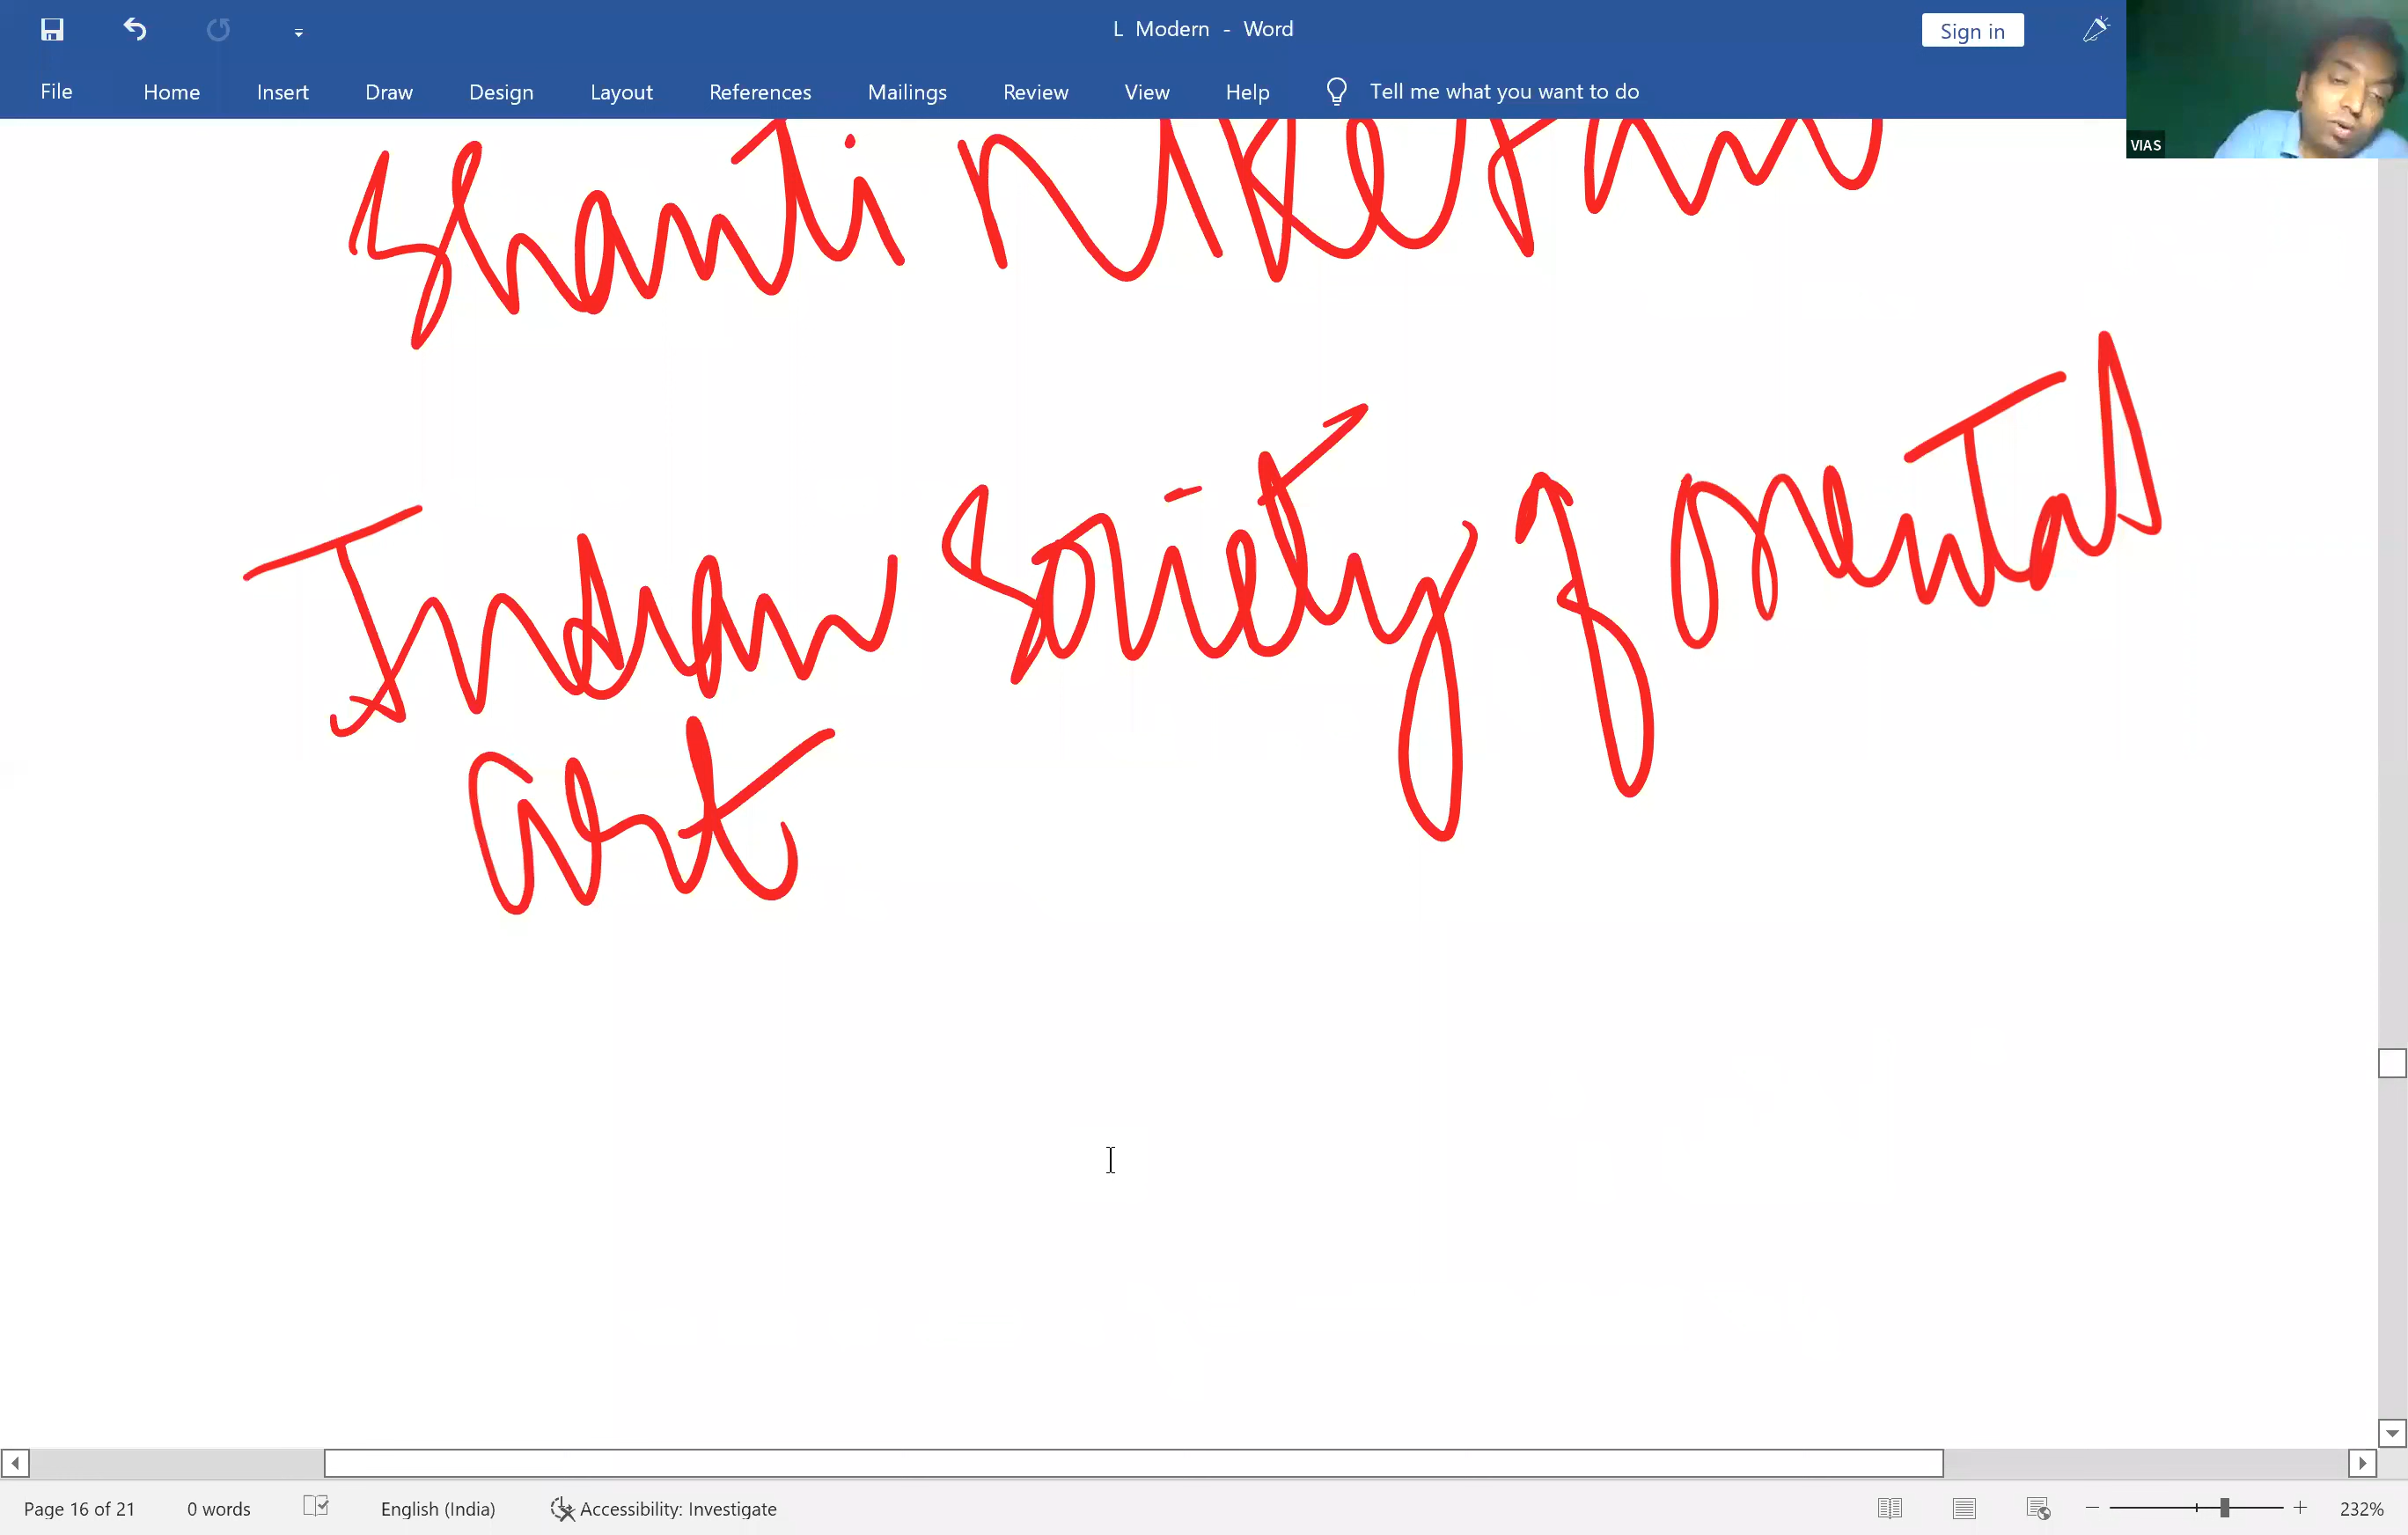 L Modern - Word
Sign in
File Home Insert Draw Design Layout References Mailings Review View Help Tell me what you want to do
VIAS
Shanti Niketan
Indian Society of oriental
art
Page 16 of 21 0 words English (India) Accessibility: Investigate 232%